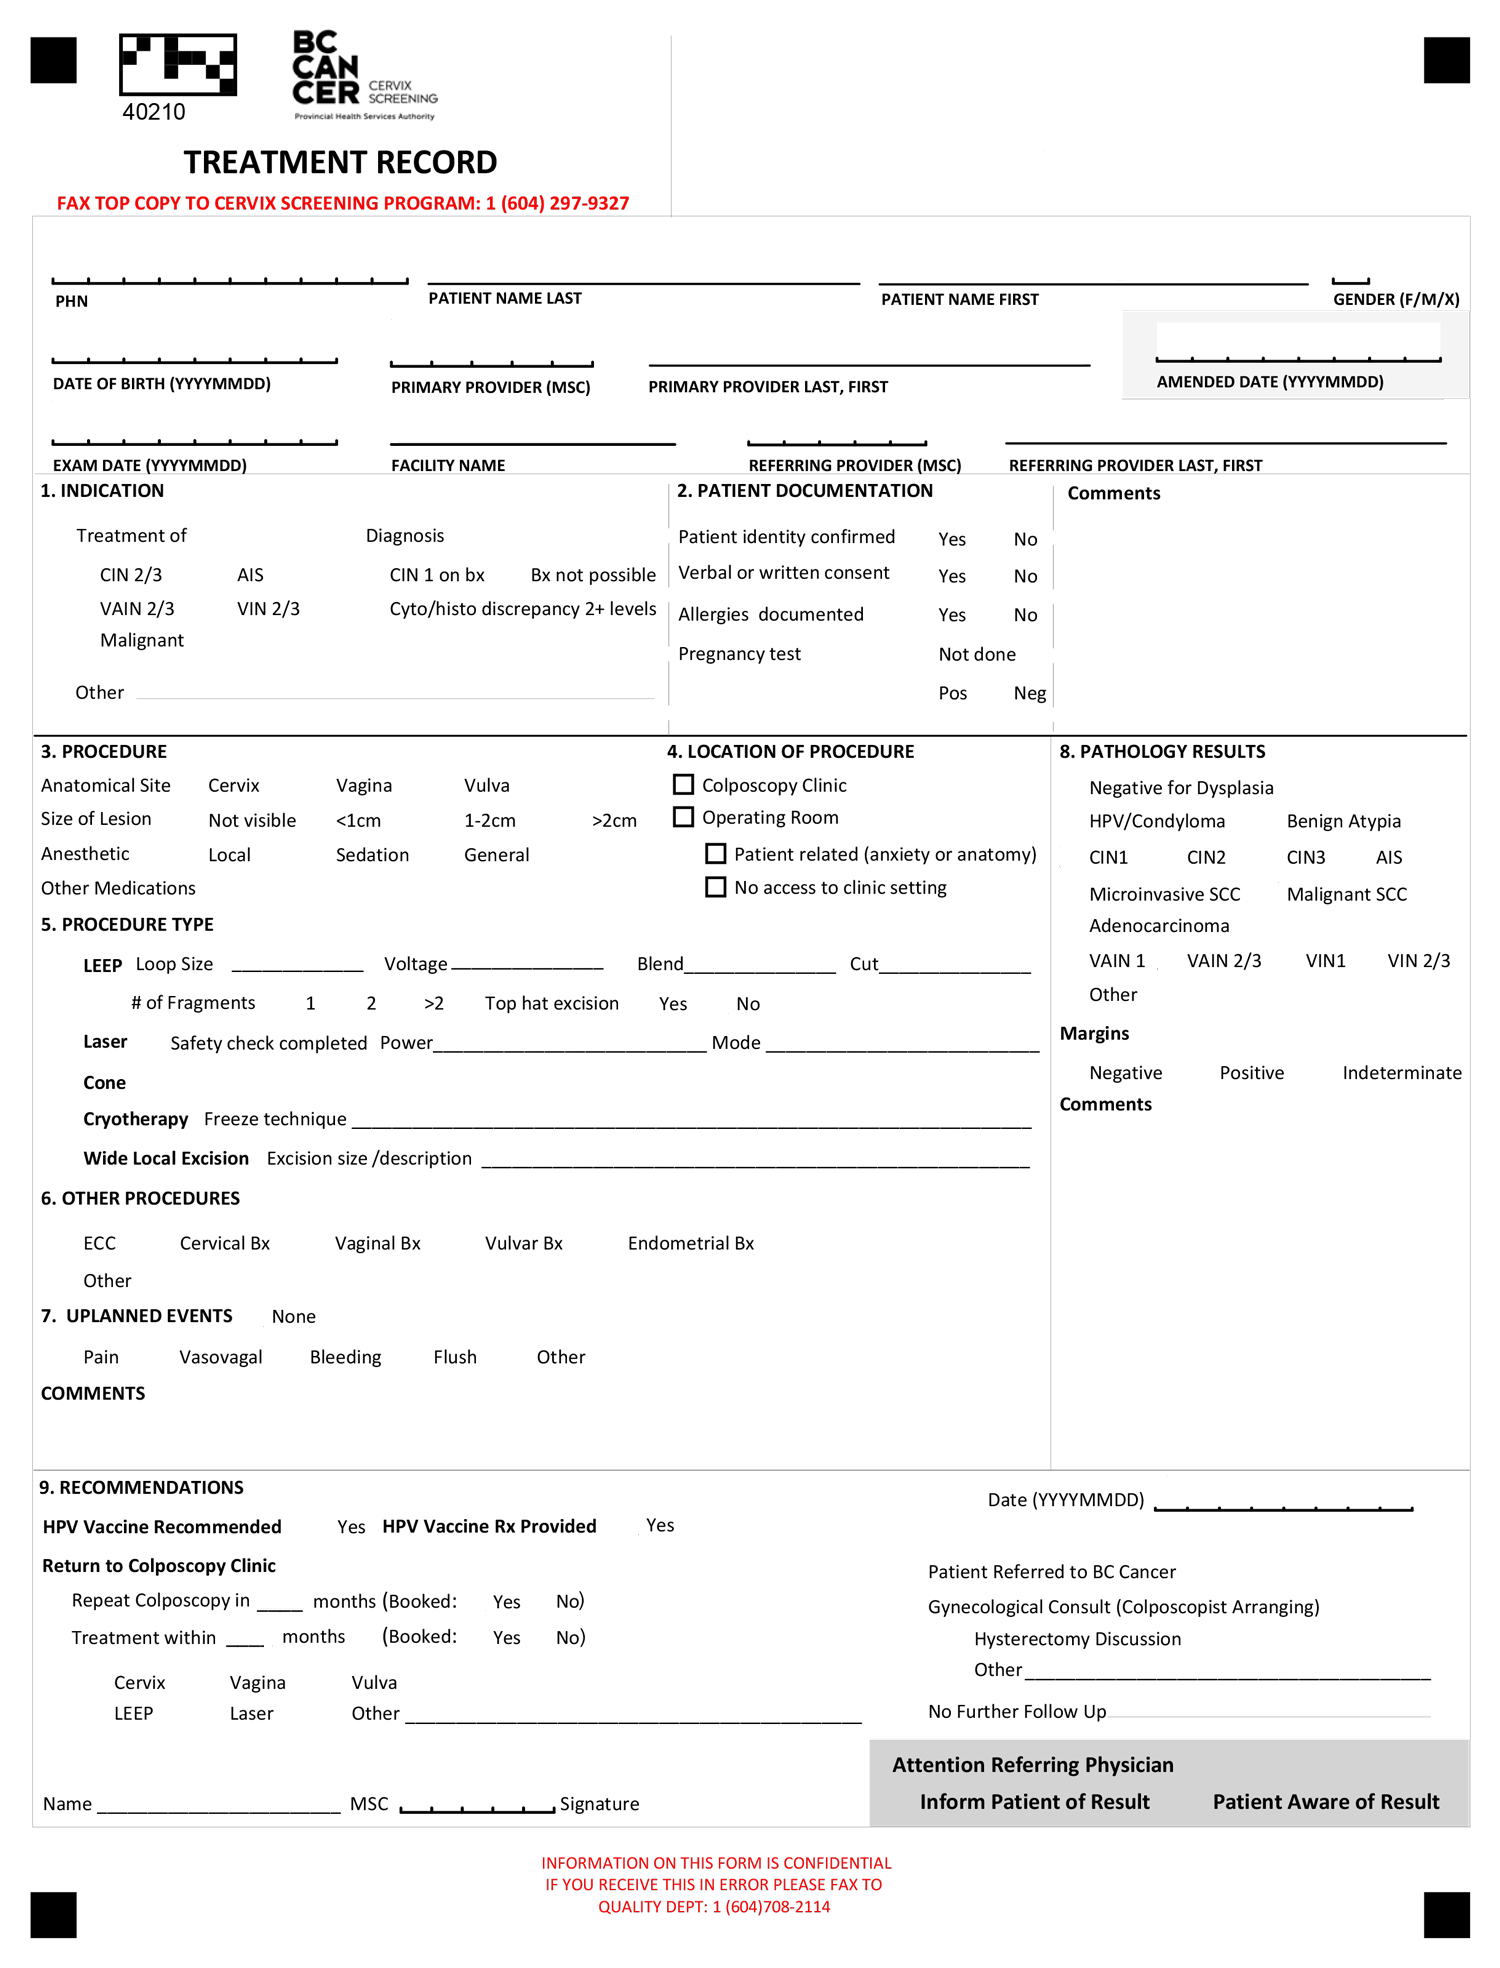 40210
BC
CAN
CER
CERVIX
SCREENING
Provincial Health Services Authority
TREATMENT RECORD
FAX TOP COPY TO CERVIX SCREENING PROGRAM: 1 (604) 297-9327
PHN PATIENT NAME LAST PATIENT NAME FIRST GENDER (F/M/X)
DATE OF BIRTH (YYYYMMDD) PRIMARY PROVIDER (MSC) PRIMARY PROVIDER LAST, FIRST AMENDED DATE (YYYYMMDD)
EXAM DATE (YYYYMMDD) FACILITY NAME REFERRING PROVIDER (MSC) REFERRING PROVIDER LAST, FIRST
1. INDICATION
Treatment of Diagnosis
CIN 2/3 AIS CIN 1 on bx Bx not possible
VAIN 2/3 VIN 2/3 Cyto/histo discrepancy 2+ levels
Malignant
Other
2. PATIENT DOCUMENTATION
Patient identity confirmed Yes No
Verbal or written consent Yes No
Allergies documented Yes No
Pregnancy test Not done
Pos Neg
Comments
3. PROCEDURE
Anatomical Site Cervix Vagina Vulva
Size of Lesion Not visible <1cm 1-2cm >2cm
Anesthetic Local Sedation General
Other Medications
4. LOCATION OF PROCEDURE
Colposcopy Clinic
Operating Room
Patient related (anxiety or anatomy)
No access to clinic setting
5. PROCEDURE TYPE
LEEP Loop Size Voltage Blend Cut
# of Fragments 1 2 >2 Top hat excision Yes No
Laser Safety check completed Power Mode
Cone
Cryotherapy Freeze technique
Wide Local Excision Excision size /description
6. OTHER PROCEDURES
ECC Cervical Bx Vaginal Bx Vulvar Bx Endometrial Bx
Other
7. UPLANNED EVENTS None
Pain Vasovagal Bleeding Flush Other
COMMENTS
8. PATHOLOGY RESULTS
Negative for Dysplasia
HPV/Condyloma Benign Atypia
CIN1 CIN2 CIN3 AIS
Microinvasive SCC Malignant SCC
Adenocarcinoma
VAIN 1 VAIN 2/3 VIN1 VIN 2/3
Other
Margins
Negative Positive Indeterminate
Comments
9. RECOMMENDATIONS
HPV Vaccine Recommended Yes HPV Vaccine Rx Provided Yes
Return to Colposcopy Clinic
Repeat Colposcopy in ____ months (Booked: Yes No)
Treatment within ___ months (Booked: Yes No)
Cervix Vagina Vulva
LEEP Laser Other
Name MSC Signature
Date (YYYYMMDD)
Patient Referred to BC Cancer
Gynecological Consult (Colposcopist Arranging)
Hysterectomy Discussion
Other
No Further Follow Up
Attention Referring Physician
Inform Patient of Result Patient Aware of Result
INFORMATION ON THIS FORM IS CONFIDENTIAL
IF YOU RECEIVE THIS IN ERROR PLEASE FAX TO
QUALITY DEPT: 1 (604)708-2114